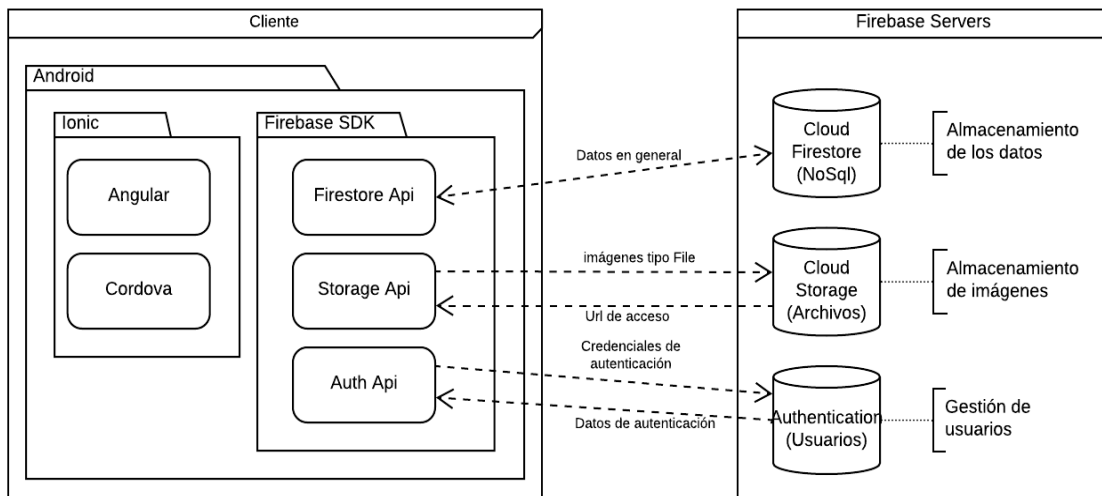 Cliente
Firebase Servers
Android
Ionic
Firebase SDK
Angular
Cordova
Firestore Api
Storage Api
Auth Api
Datos en general
imágenes tipo File
Url de acceso
Credenciales de
autenticación
Datos de autenticación
Cloud
Firestore
(NoSql)
Almacenamiento
de los datos
Cloud
Storage
(Archivos)
Almacenamiento
de imágenes
Authentication
(Usuarios)
Gestión de
usuarios